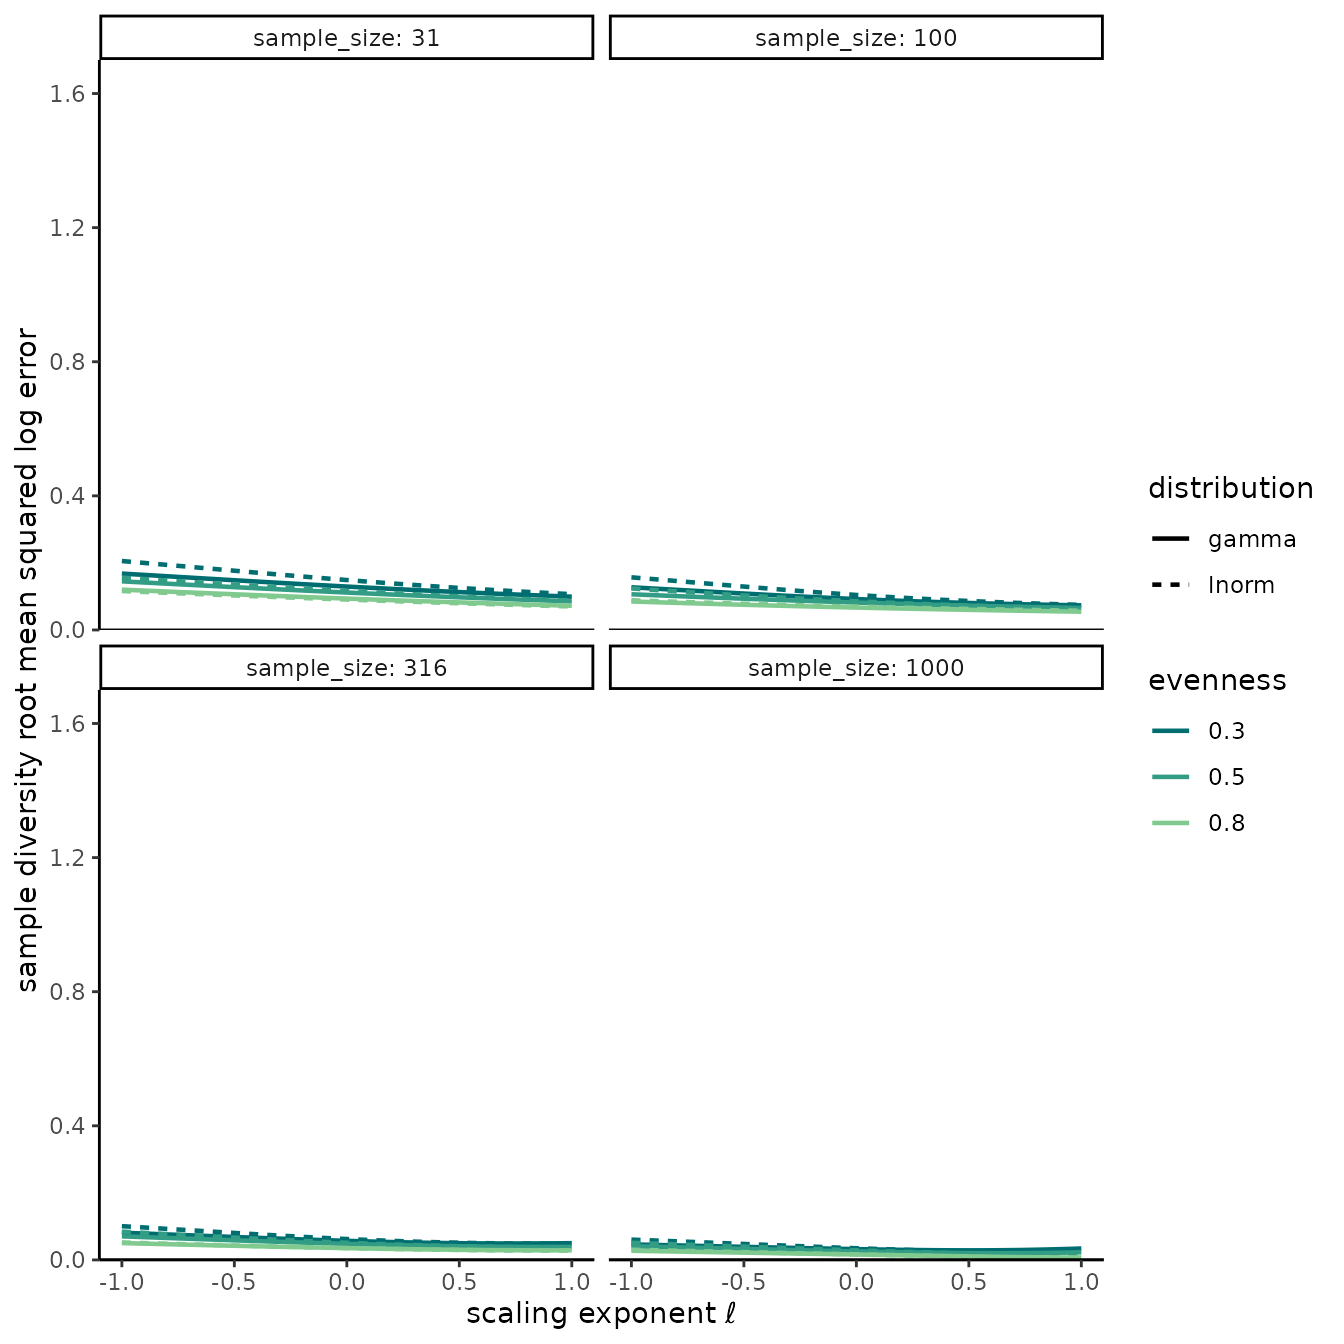 sample_size: 31
sample_size: 100
1.6
1.2
0.8
0.4
0.0
sample_size: 316
sample_size: 1000
1.6
1.2
0.8
0.4
0.0
-1.0 -0.5 0.0 0.5 1.0
-1.0 -0.5 0.0 0.5 1.0
scaling exponent ℓ
sample diversity root mean squared log error
distribution
gamma
lnorm
evenness
0.3
0.5
0.8